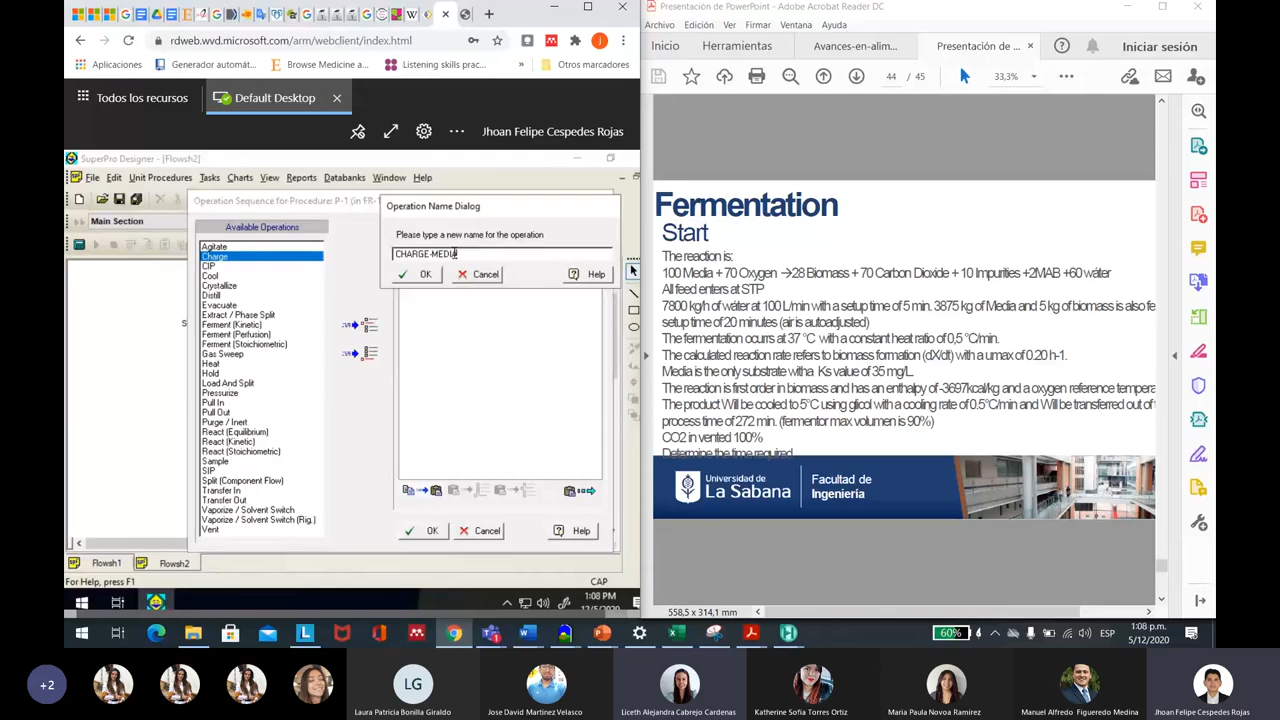 rdweb.wvd.microsoft.com/arm/webclient/index.html
Aplicaciones Generador automát... Browse Medicine a... Listening skills prac... » Otros marcadores
Todos los recursos Default Desktop
Jhoan Felipe Cespedes Rojas
SuperPro Designer - [Flowsh2]
File Edit Unit Procedures Tasks Charts View Reports Databanks Window Help
Main Section
Operation Sequence for Procedure: P-1 (in FR-1
Available Operations
Agitate
Charge
CIP
Cool
Crystallize
Distill
Evacuate
Extract / Phase Split
Ferment (Kinetic)
Ferment (Perfusion)
Ferment (Stoichiometric)
Gas Sweep
Heat
Hold
Load And Split
Pressurize
Pull In
Pull Out
Purge / Inert
React (Equilibrium)
React (Kinetic)
React (Stoichiometric)
Sample
SIP
Split (Component Flow)
Transfer In
Transfer Out
Vaporize / Solvent Switch
Vaporize / Solvent Switch (Rig.)
Vent
Operation Name Dialog
Please type a new name for the operation
CHARGE-MEDIA
OK Cancel Help
OK Cancel Help
Flowsh1 Flowsh2
For Help, press F1 CAP
1:08 PM
12/5/2020
Presentación de PowerPoint - Adobe Acrobat Reader DC
Archivo Edición Ver Firmar Ventana Ayuda
Inicio Herramientas Avances-en-alim... Presentación de ... Iniciar sesión
44 / 45 33,3%
Fermentation
Start
The reaction is:
100 Media + 70 Oxygen →28 Biomass + 70 Carbon Dioxide + 10 Impurities +2MAB +60 water
All feed enters at STP
7800 kg/h of wáter at 100 L/min with a setup time of 5 min. 3875 kg of Media and 5 kg of biomass is also fe
setup time of 20 minutes (air is autoadjusted)
The fermentation ocurrs at 37 °C with a constant heat ratio of 0,5 °C/min.
The calculated reaction rate refers to biomass formation (dX/dt) with a umax of 0.20 h-1.
Media is the only substrate with a Ks value of 35 mg/L.
The reaction is first order in biomass and has an enthalpy of -3697kcal/kg and a oxygen reference tempera
The product Will be cooled to 5°C using glicol with a cooling rate of 0.5°C/min and Will be transferred out of t
process time of 272 min. (fermentor max volumen is 90%)
CO2 in vented 100%
Determine the time required
Universidad de
La Sabana
Facultad de
Ingeniería
558,5 x 314,1 mm
60% ESP
1:08 p.m.
5/12/2020
+2
LG
Laura Patricia Bonilla Giraldo
Jose David Martinez Velasco
Liceth Alejandra Cabrejo Cardenas
Katherine Sofia Torres Ortiz
Maria Paula Novoa Ramirez
Manuel Alfredo Figueredo Medina
Jhoan Felipe Cespedes Rojas